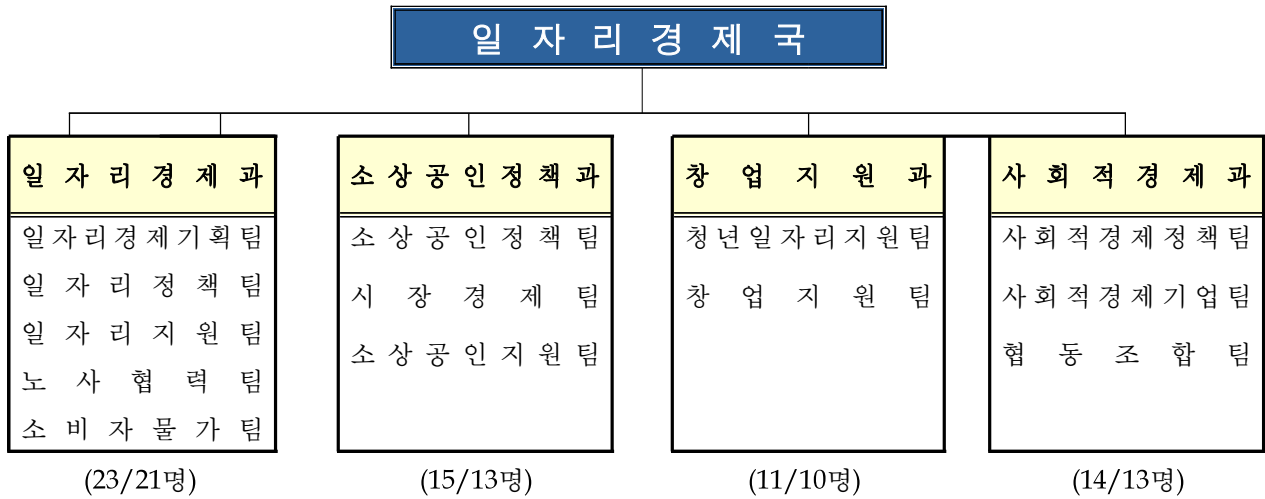 일자리경제국
일자리경제과
일자리경제기획팀
일자리정책팀
일자리지원팀
노사협력팀
소비자물가팀
(23/21명)
소상공인정책과
소상공인정책팀
시장경제팀
소상공인지원팀
(15/13명)
창업지원과
청년일자리지원팀
창업지원팀
(11/10명)
사회적경제과
사회적경제정책팀
사회적경제기업팀
협동조합팀
(14/13명)